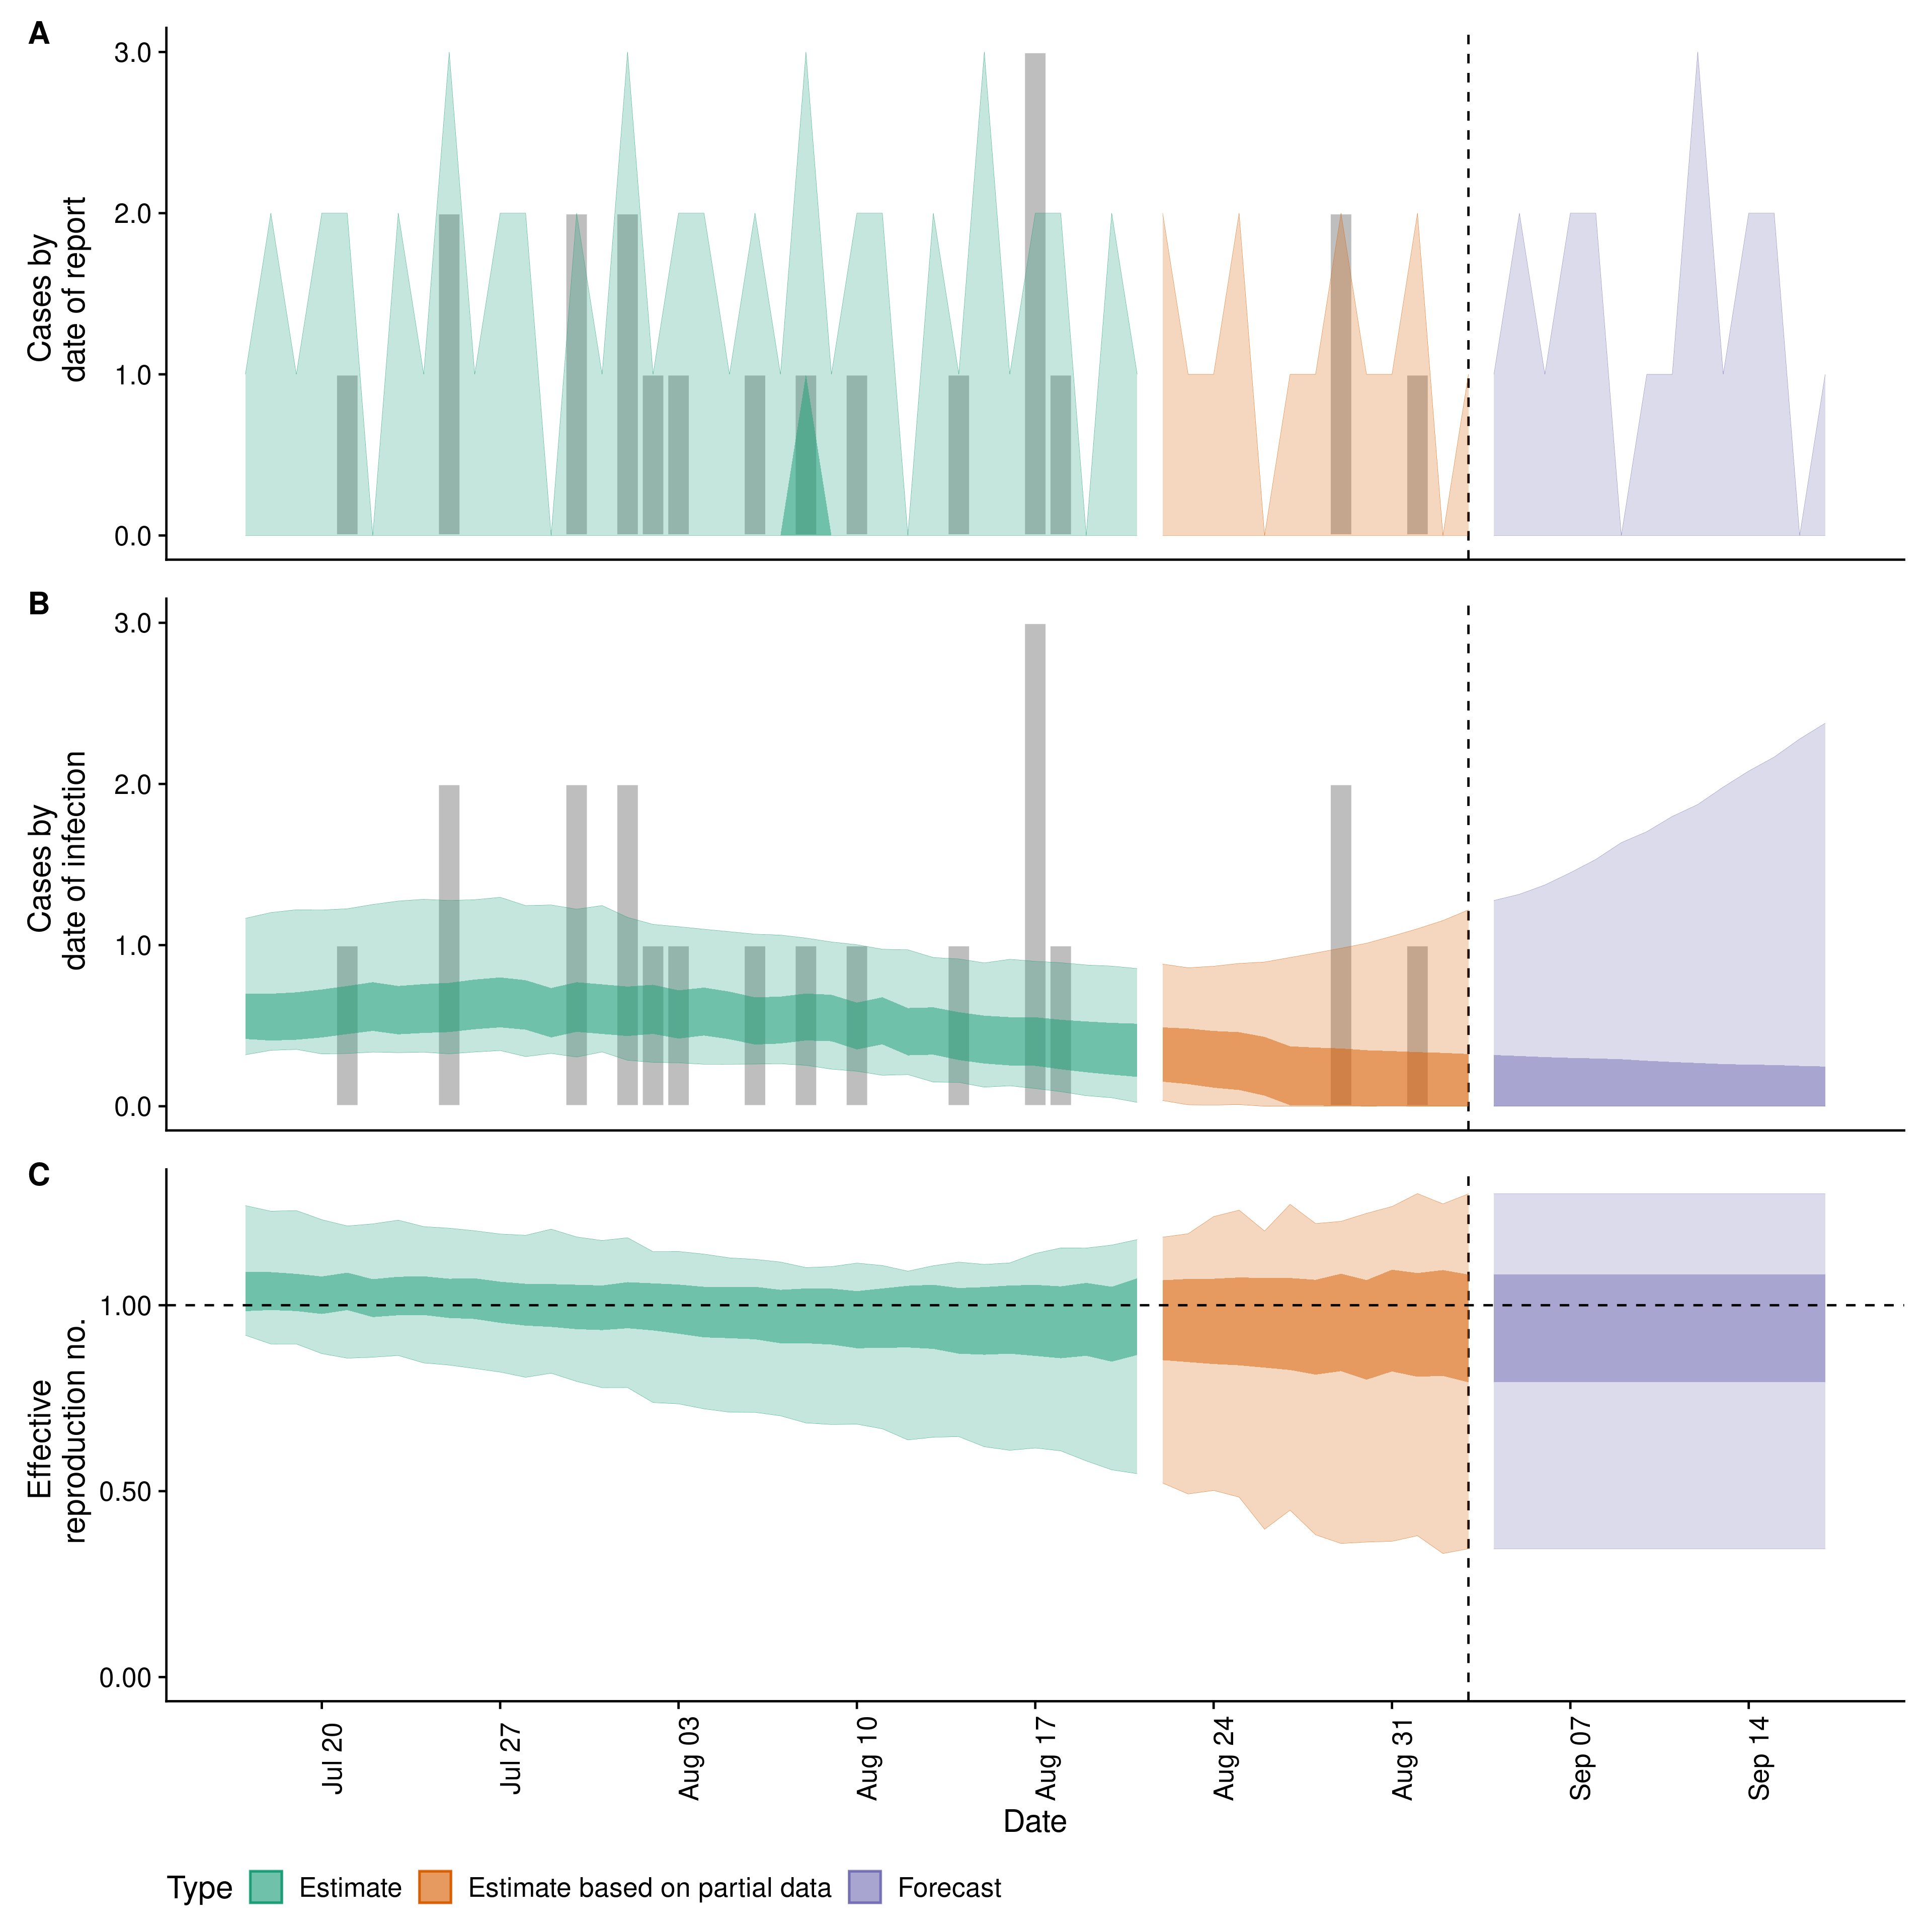 A
3.0
2.0
1.0
0.0
Cases by
date of report
B
3.0
2.0
1.0
0.0
Cases by
date of infection
C
1.00
0.50
0.00
Effective
reproduction no.
Jul 20
Jul 27
Aug 03
Aug 10
Aug 17
Aug 24
Aug 31
Sep 07
Sep 14
Date
Type Estimate Estimate based on partial data Forecast